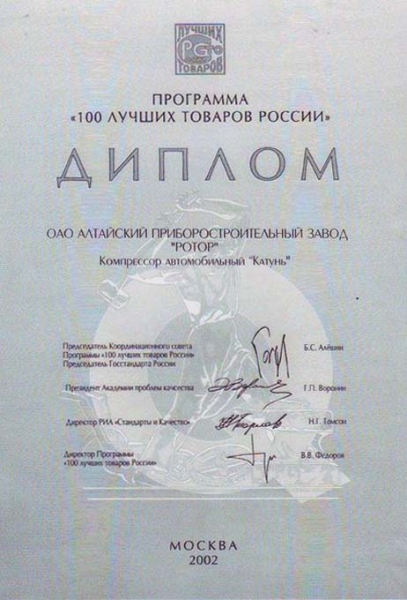 ЛУЧШИХ
ТОВАРОВ
ПРОГРАММА
«100 ЛУЧШИХ ТОВАРОВ РОССИИ»
ДИПЛОМ
ОАО АЛТАЙСКИЙ ПРИБОРОСТРОИТЕЛЬНЫЙ ЗАВОД
"РОТОР"
Компрессор автомобильный "Катунь"
Председатель Координационного совета
Программы «100 лучших товаров России»
Председатель Госстандарта России
Б.С. Алёшин
Президент Академии проблем качества
Г.П. Воронин
Директор РИА «Стандарты и Качество»
Н.Г. Томсон
Директор Программы
«100 лучших товаров России»
В.В. Федоров
МОСКВА
2002